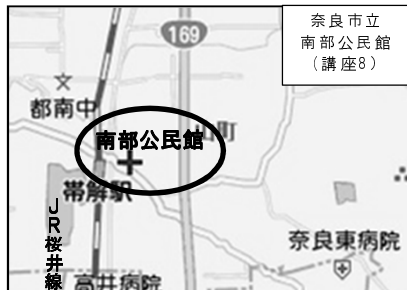 奈良市立
南部公民館
(講座8)
169
都南中
山町
南部公民館
帯解駅
JR桜井線
奈良東病院
高井病院